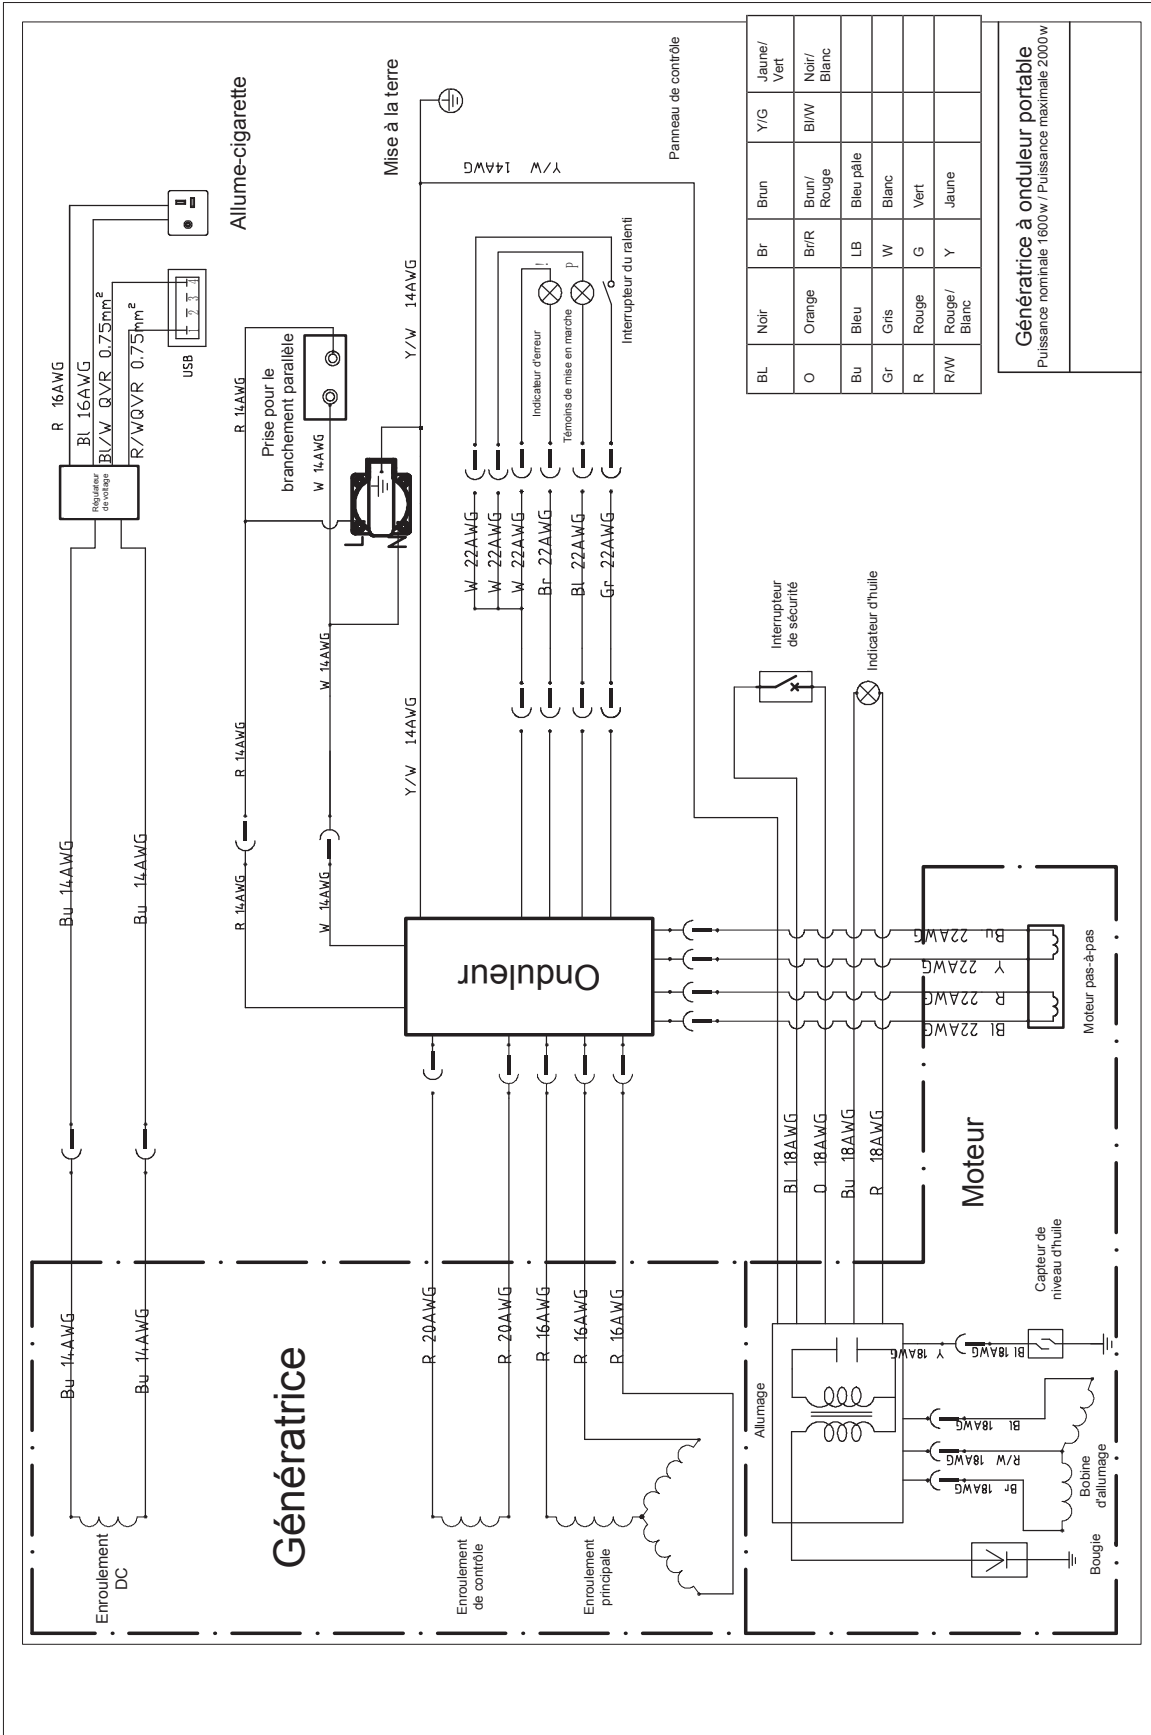 R 16AWG
Bl 16AWG
Bl/W QVR 0.75mm²
R/WQVR 0.75mm²
Régulateur
de voltage
USB
1 2 3 4
Allume-cigarette
Bu 14AWG
Bu 14AWG
Bu 14AWG
Bu 14AWG
Enroulement
DC
Génératrice
R 14AWG
Prise pour le
branchement parallèle
W 14AWG
L
N
R 14AWG
W 14AWG
R 14AWG
W 14AWG
Mise à la terre
Y/W 14AWG
Y/W 14AWG
Y/W 14AWG
Onduleur
W 22AWG
W 22AWG
W 22AWG
Br 22AWG
Bl 22AWG
Gr 22AWG
!
p
Indicateur d'erreur
Témoins de mise en marche
Interrupteur du ralenti
Panneau de contrôle
R 20AWG
R 20AWG
R 16AWG
R 16AWG
R 16AWG
Enroulement
de contrôle
Enroulement
principale
Interrupteur
de sécurité
Indicateur d'huile
Bu 22AWG
Y 22AWG
R 22AWG
Bl 22AWG
Moteur pas-à-pas
Bl 18AWG
O 18AWG
Bu 18AWG
R 18AWG
Moteur
Allumage
Y 18AWG
Bl 18AWG
Capteur de
niveau d'huile
Bl 18AWG
R/W 18AWG
Br 18AWG
Bobine
d'allumage
Bougie
BL Noir Br Brun Y/G Jaune/
Vert
O Orange Br/R Brun/
Rouge Bl/W Noir/
Blanc
Bu Bleu LB Bleu pâle
Gr Gris W Blanc
R Rouge G Vert
R/W Rouge/
Blanc Y Jaune
Génératrice à onduleur portable
Puissance nominale 1600w / Puissance maximale 2000w